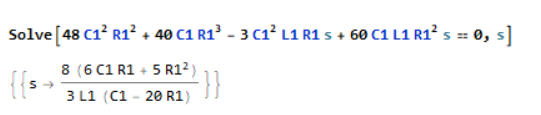 Solve[48 C1² R1² + 40 C1 R1³ - 3 C1² L1 R1 s + 60 C1 L1 R1² s == 0, s]
{{s → 8 (6 C1 R1 + 5 R1²) / 3 L1 (C1 - 20 R1)}}